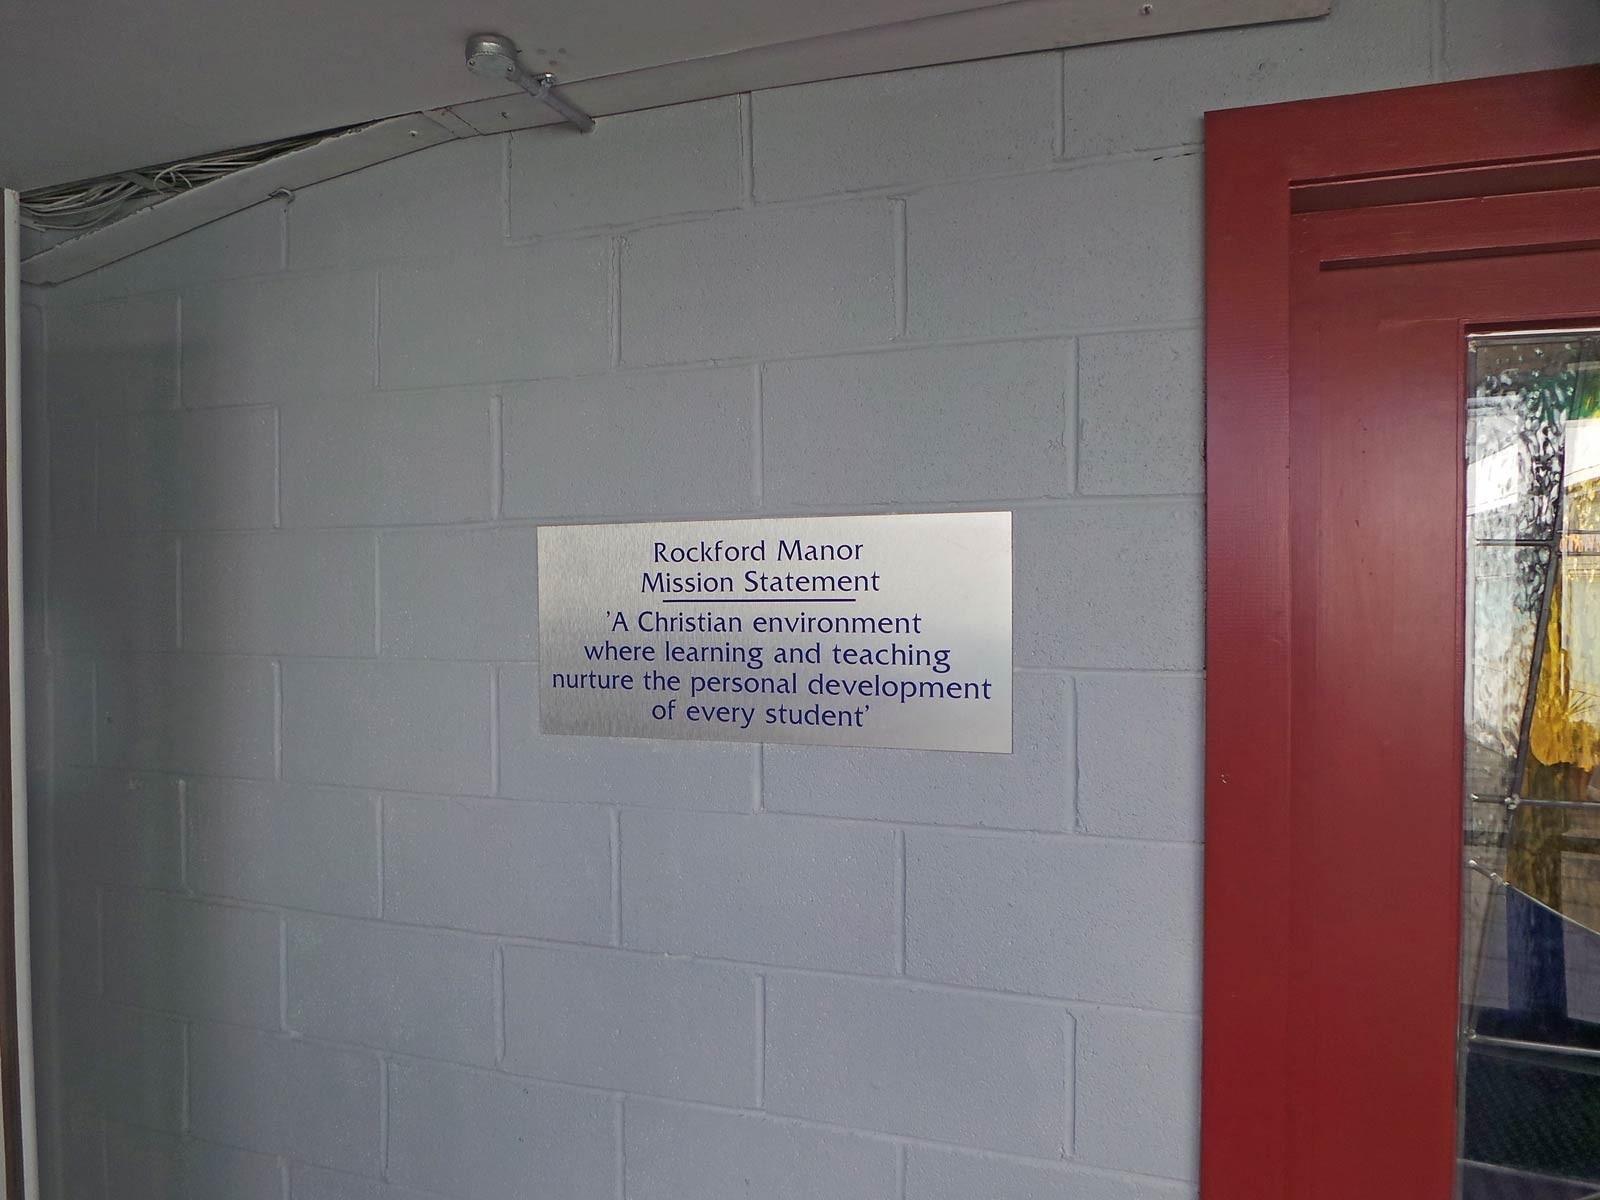 Rockford Manor
Mission Statement
'A Christian environment
where learning and teaching
nurture the personal development
of every student'